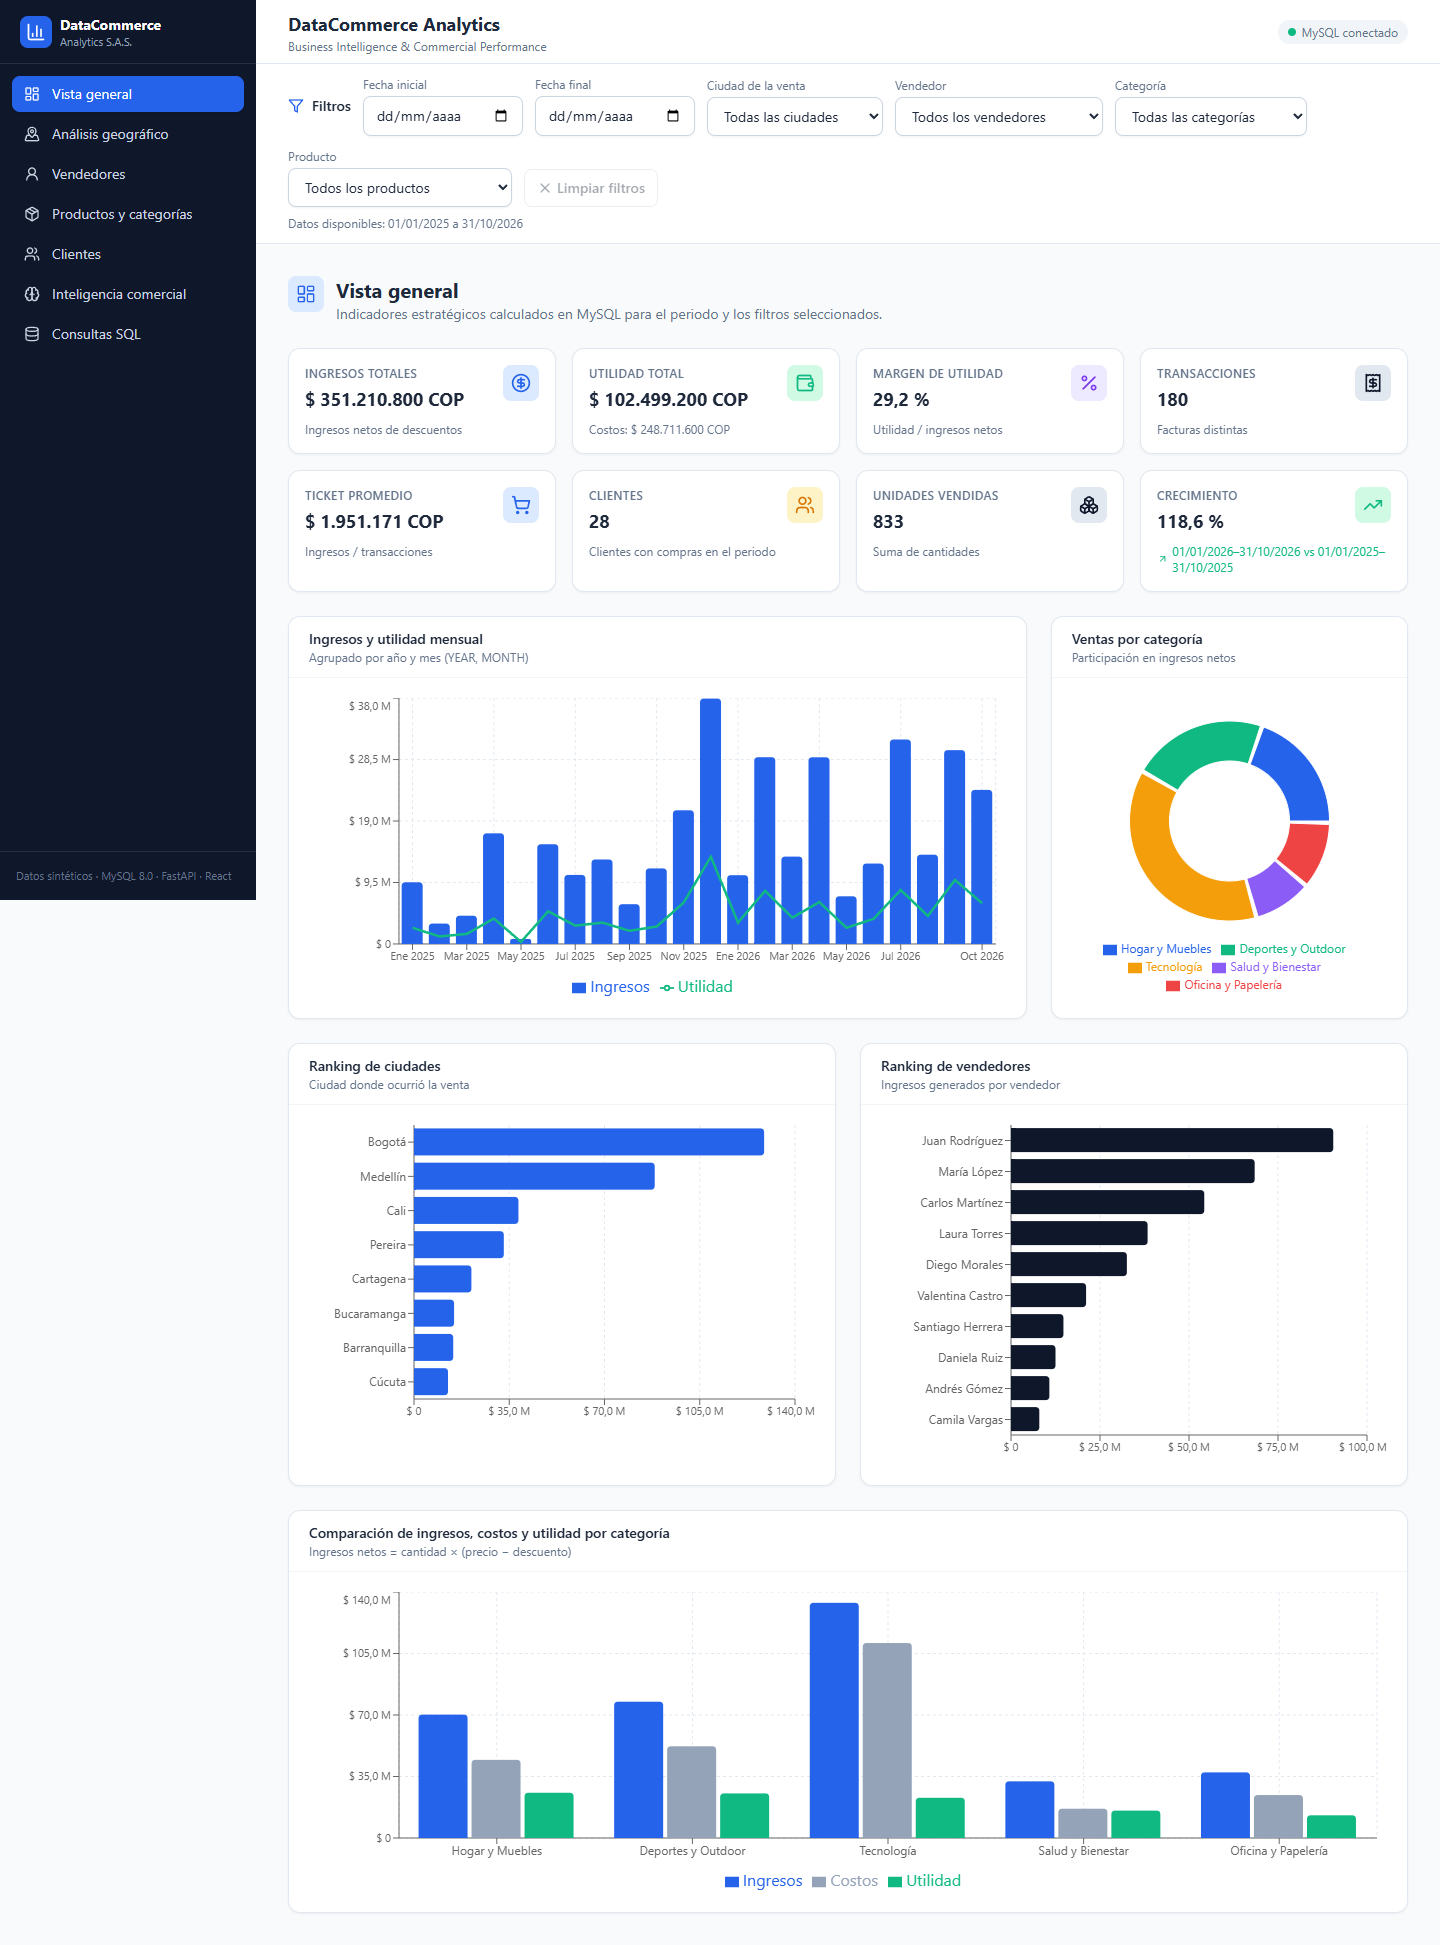 DataCommerce
Analytics S.A.S.
Vista general
Análisis geográfico
Vendedores
Productos y categorías
Clientes
Inteligencia comercial
Consultas SQL
Datos sintéticos · MySQL 8.0 · FastAPI · React
DataCommerce Analytics
Business Intelligence & Commercial Performance
MySQL conectado
Filtros
Fecha inicial
dd/mm/aaaa
Fecha final
dd/mm/aaaa
Ciudad de la venta
Todas las ciudades
Vendedor
Todos los vendedores
Categoría
Todas las categorías
Producto
Todos los productos
Limpiar filtros
Datos disponibles: 01/01/2025 a 31/10/2026
Vista general
Indicadores estratégicos calculados en MySQL para el periodo y los filtros seleccionados.
INGRESOS TOTALES
$ 351.210.800 COP
Ingresos netos de descuentos
UTILIDAD TOTAL
$ 102.499.200 COP
Costos: $ 248.711.600 COP
MARGEN DE UTILIDAD
29,2 %
Utilidad / ingresos netos
TRANSACCIONES
180
Facturas distintas
TICKET PROMEDIO
$ 1.951.171 COP
Ingresos / transacciones
CLIENTES
28
Clientes con compras en el periodo
UNIDADES VENDIDAS
833
Suma de cantidades
CRECIMIENTO
118,6 %
01/01/2026–31/10/2026 vs 01/01/2025–
31/10/2025
Ingresos y utilidad mensual
Agrupado por año y mes (YEAR, MONTH)
$ 38,0 M
$ 28,5 M
$ 19,0 M
$ 9,5 M
$ 0
Ene 2025 Mar 2025 May 2025 Jul 2025 Sep 2025 Nov 2025 Ene 2026 Mar 2026 May 2026 Jul 2026 Oct 2026
Ingresos Utilidad
Ventas por categoría
Participación en ingresos netos
Hogar y Muebles Deportes y Outdoor
Tecnología Salud y Bienestar
Oficina y Papelería
Ranking de ciudades
Ciudad donde ocurrió la venta
Bogotá
Medellín
Cali
Pereira
Cartagena
Bucaramanga
Barranquilla
Cúcuta
$ 0 $ 35,0 M $ 70,0 M $ 105,0 M $ 140,0 M
Ranking de vendedores
Ingresos generados por vendedor
Juan Rodríguez
María López
Carlos Martínez
Laura Torres
Diego Morales
Valentina Castro
Santiago Herrera
Daniela Ruiz
Andrés Gómez
Camila Vargas
$ 0 $ 25,0 M $ 50,0 M $ 75,0 M $ 100,0 M
Comparación de ingresos, costos y utilidad por categoría
Ingresos netos = cantidad × (precio − descuento)
$ 140,0 M
$ 105,0 M
$ 70,0 M
$ 35,0 M
$ 0
Hogar y Muebles Deportes y Outdoor Tecnología Salud y Bienestar Oficina y Papelería
Ingresos Costos Utilidad